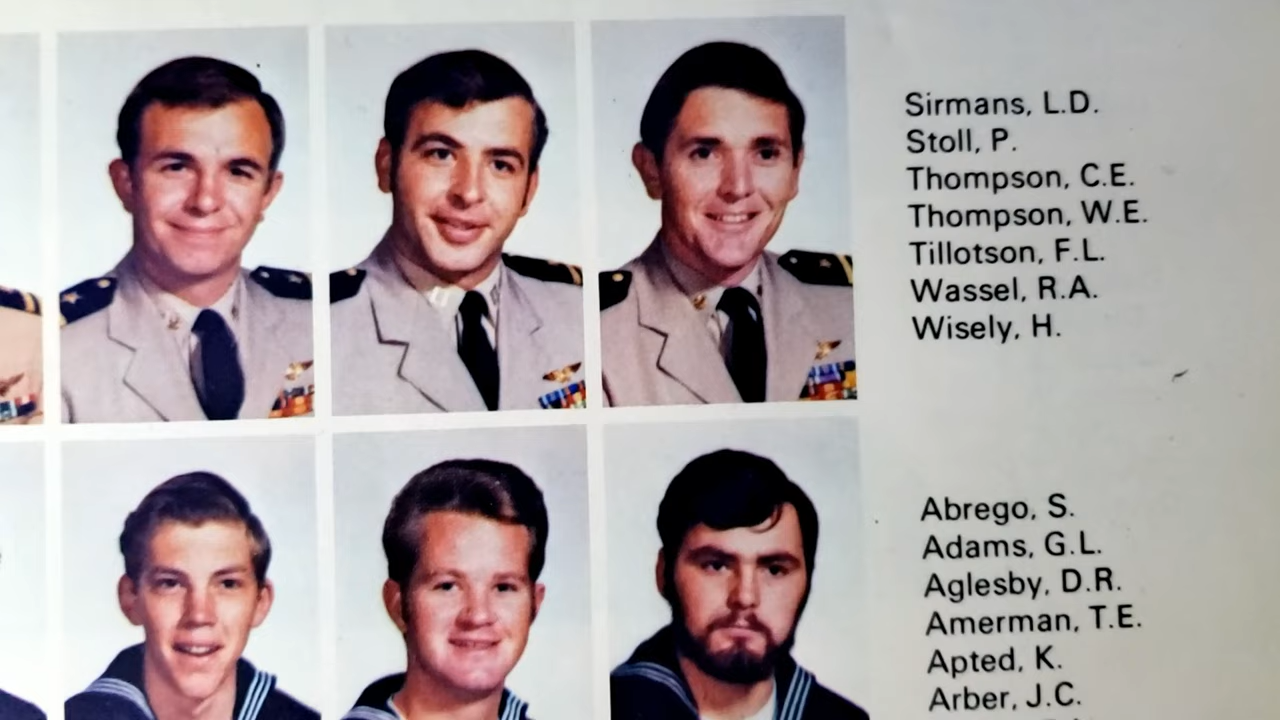 Sirmans, L.D.
Stoll, P.
Thompson, C.E.
Thompson, W.E.
Tillotson, F.L.
Wassel, R.A.
Wisely, H.
Abrego, S.
Adams, G.L.
Aglesby, D.R.
Amerman, T.E.
Apted, K.
Arber, J.C.